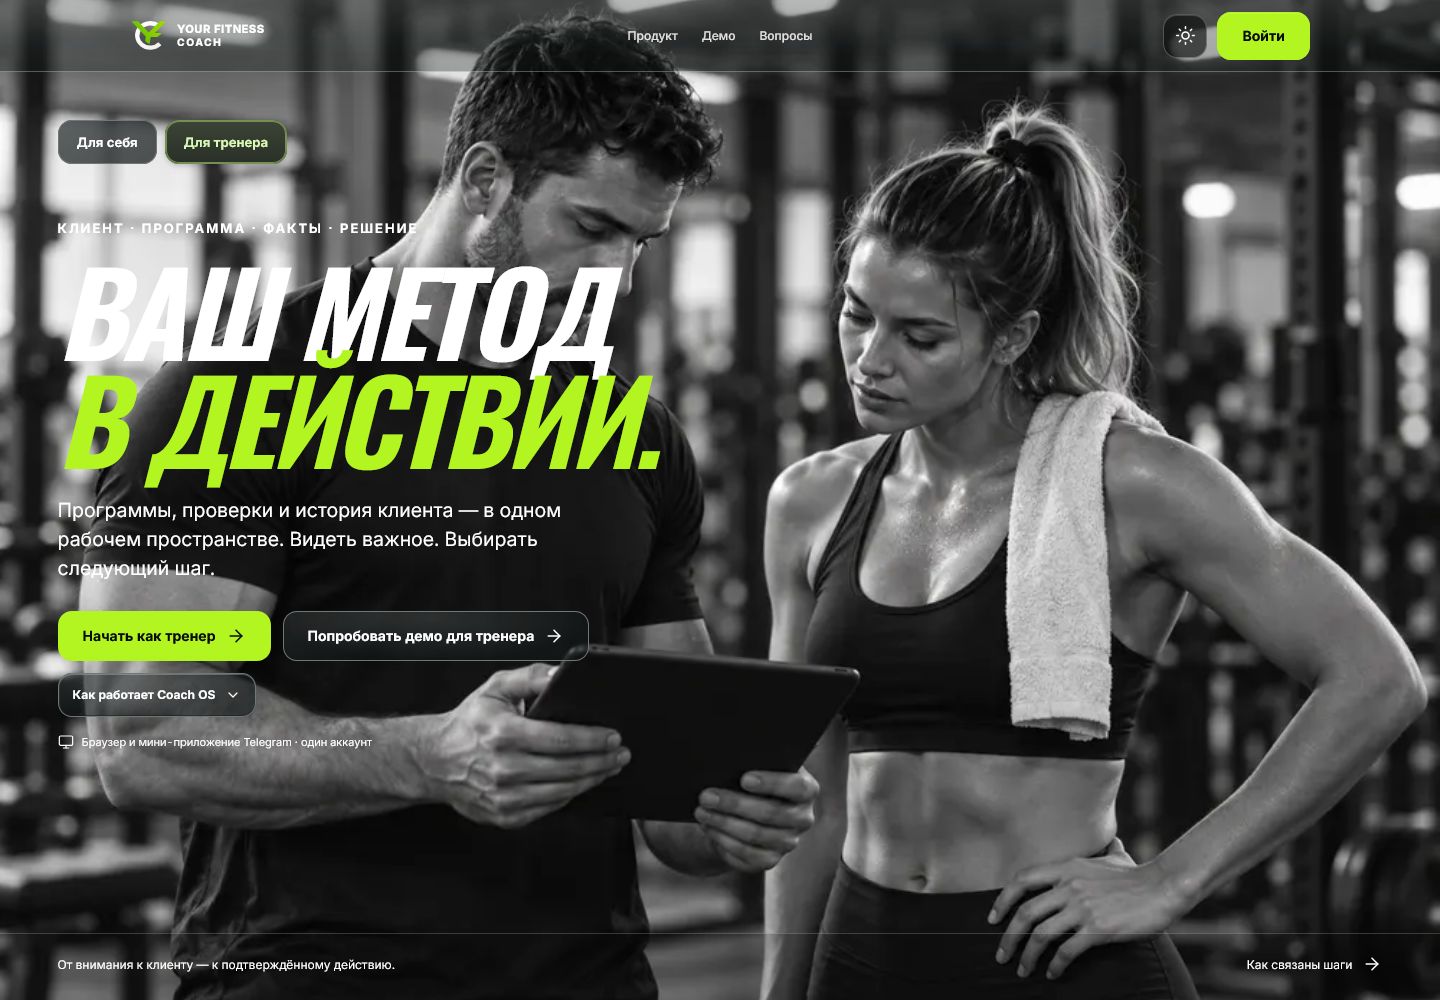 YOUR FITNESS
COACH
Продукт
Демо
Вопросы
Войти
Для себя
Для тренера
КЛИЕНТ · ПРОГРАММА · ФАКТЫ · РЕШЕНИЕ
ВАШ МЕТОД
В ДЕЙСТВИИ.
Программы, проверки и история клиента — в одном
рабочем пространстве. Видеть важное. Выбирать
следующий шаг.
Начать как тренер
Попробовать демо для тренера
Как работает Coach OS
Браузер и мини-приложение Telegram · один аккаунт
От внимания к клиенту — к подтверждённому действию.
Как связаны шаги